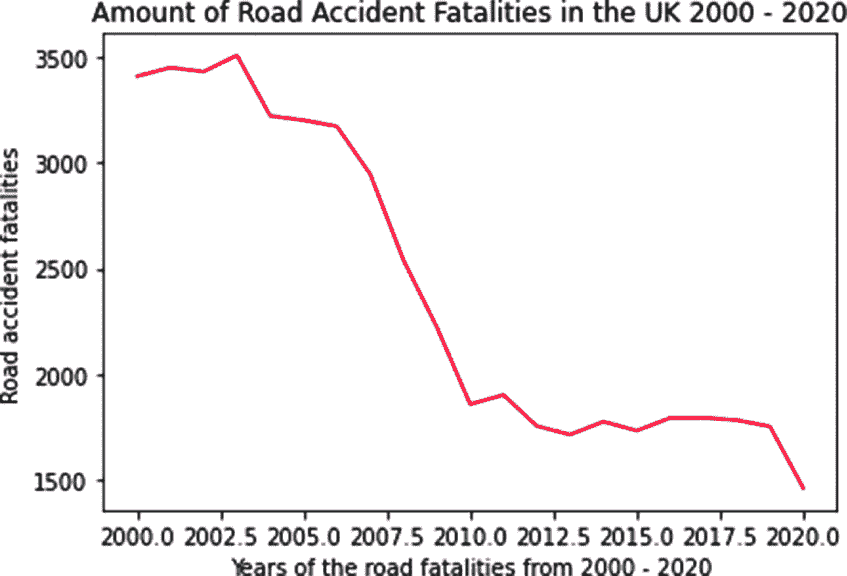 Amount of Road Accident Fatalities in the UK 2000 - 2020
Road accident fatalities
3500
3000
2500
2000
1500
2000.0 2002.5 2005.0 2007.5 2010.0 2012.5 2015.0 2017.5 2020.0
Years of the road fatalities from 2000 - 2020